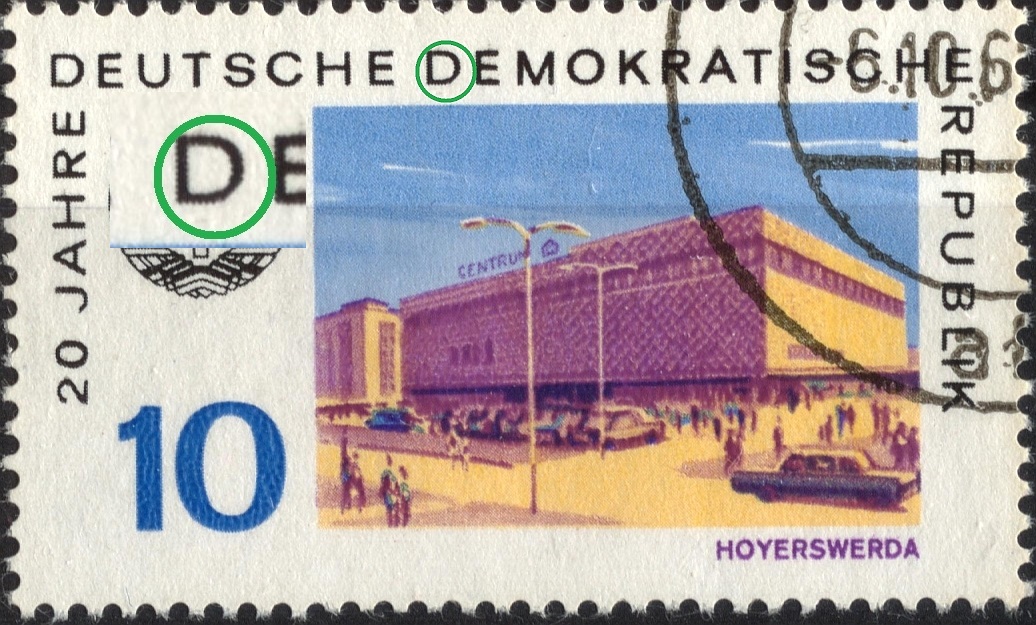 DEUTSCHE DEMOKRATISCHE
REPUBLIK
20 JAHRE
DE
CENTRUM
10
HOYERSWERDA